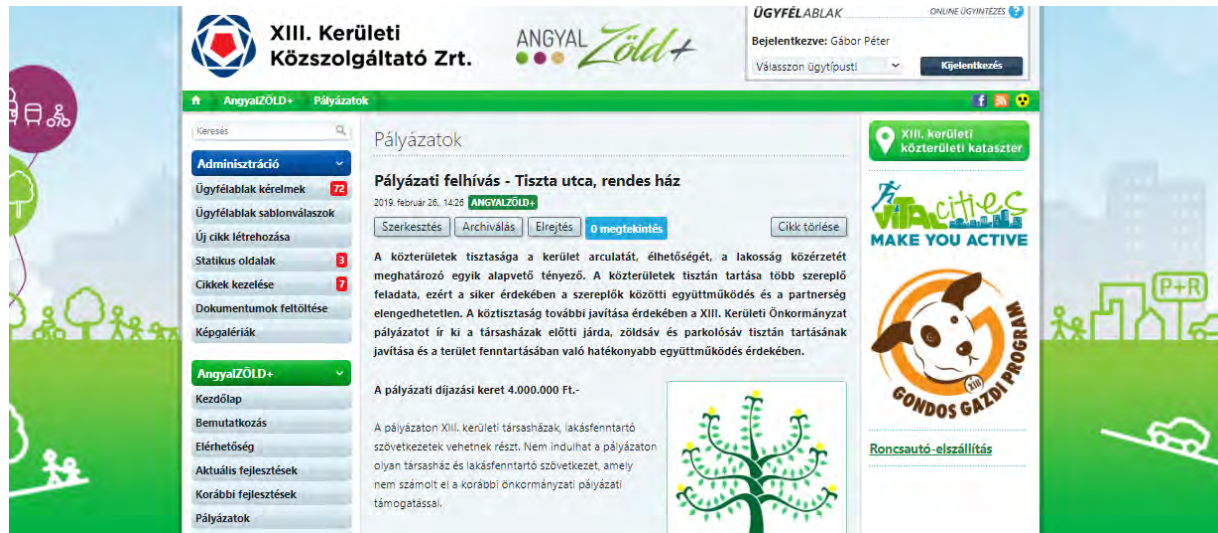 XIII. Kerületi
Közszolgáltató Zrt.
ANGYAL Zöld+
ÜGYFÉLABLAK
ONLINE ÜGYINTÉZÉS ?
Bejelentkezve: Gábor Péter
Válasszon ügytípust!
Kijelentkezés
AngyalZÖLD+ Pályázatok
Keresés
Adminisztráció
Ügyfélablak kérelmek 72
Ügyfélablak sablonválaszok
Új cikk létrehozása
Statikus oldalak 3
Cikkek kezelése 7
Dokumentumok feltöltése
Képgalériák
AngyalZÖLD+
Kezdőlap
Bemutatkozás
Elérhetőség
Aktuális fejlesztések
Korábbi fejlesztések
Pályázatok
Pályázatok
Pályázati felhívás - Tiszta utca, rendes ház
2019. február 26. 14:26 ANGYALZÖLD+
Szerkesztés Archiválás Elrejtés 0 megtekintés Cikk törlése
A közterületek tisztasága a kerület arculatát, élhetőségét, a lakosság közérzetét
meghatározó egyik alapvető tényező. A közterületek tisztán tartása több szereplő
feladata, ezért a siker érdekében a szereplők közötti együttműködés és a partnerség
elengedhetetlen. A köztisztaság további javítása érdekében a XIII. Kerületi Önkormányzat
pályázatot ír ki a társasházak előtti járda, zöldsáv és parkolósáv tisztán tartásának
javítása és a terület fenntartásában való hatékonyabb együttműködés érdekében.
A pályázati díjazási keret 4.000.000 Ft.-
A pályázaton XIII. kerületi társasházak, lakásfenntartó
szövetkezetek vehetnek részt. Nem indulhat a pályázaton
olyan társasház és lakásfenntartó szövetkezet, amely
nem számolt el a korábbi önkormányzati pályázati
támogatással.
XIII. kerületi
közterületi kataszter
VITAL cities
MAKE YOU ACTIVE
XIII
GONDOS GAZDI PROGRAM
Roncsautó-elszállítás
P+R